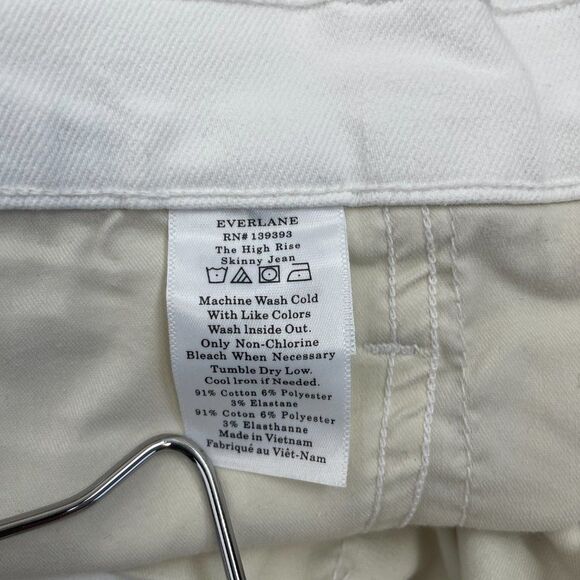 EVERLANE
RN# 139393
The High Rise
Skinny Jean
Machine Wash Cold
With Like Colors
Wash Inside Out.
Only Non-Chlorine
Bleach When Necessary
Tumble Dry Low.
Cool Iron if Needed.
91% Cotton 6% Polyester
3% Elastane
91% Coton 6% Polyester
3% Elasthanne
Made in Vietnam
Fabriqué au Viêt-Nam